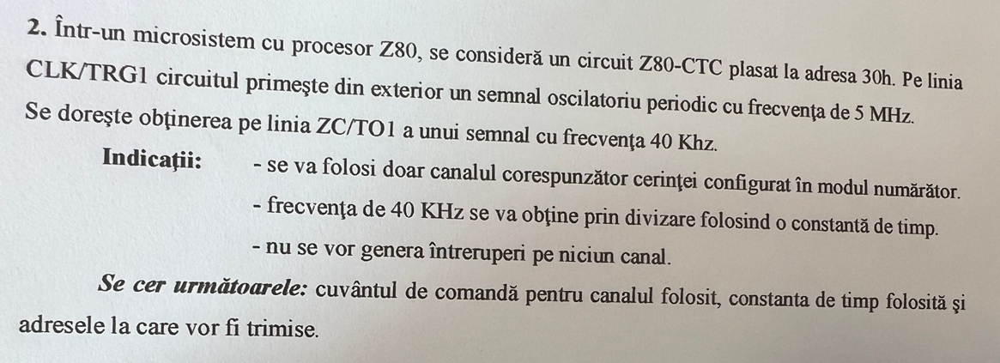 2. Într-un microsistem cu procesor Z80, se consideră un circuit Z80-CTC plasat la adresa 30h. Pe linia
CLK/TRG1 circuitul primeşte din exterior un semnal oscilatoriu periodic cu frecvenţa de 5 MHz.
Se doreşte obţinerea pe linia ZC/TO1 a unui semnal cu frecvenţa 40 Khz.
Indicaţii: - se va folosi doar canalul corespunzător cerinţei configurat în modul numărător.
- frecvenţa de 40 KHz se va obţine prin divizare folosind o constantă de timp.
- nu se vor genera întreruperi pe niciun canal.
Se cer următoarele: cuvântul de comandă pentru canalul folosit, constanta de timp folosită şi
adresele la care vor fi trimise.